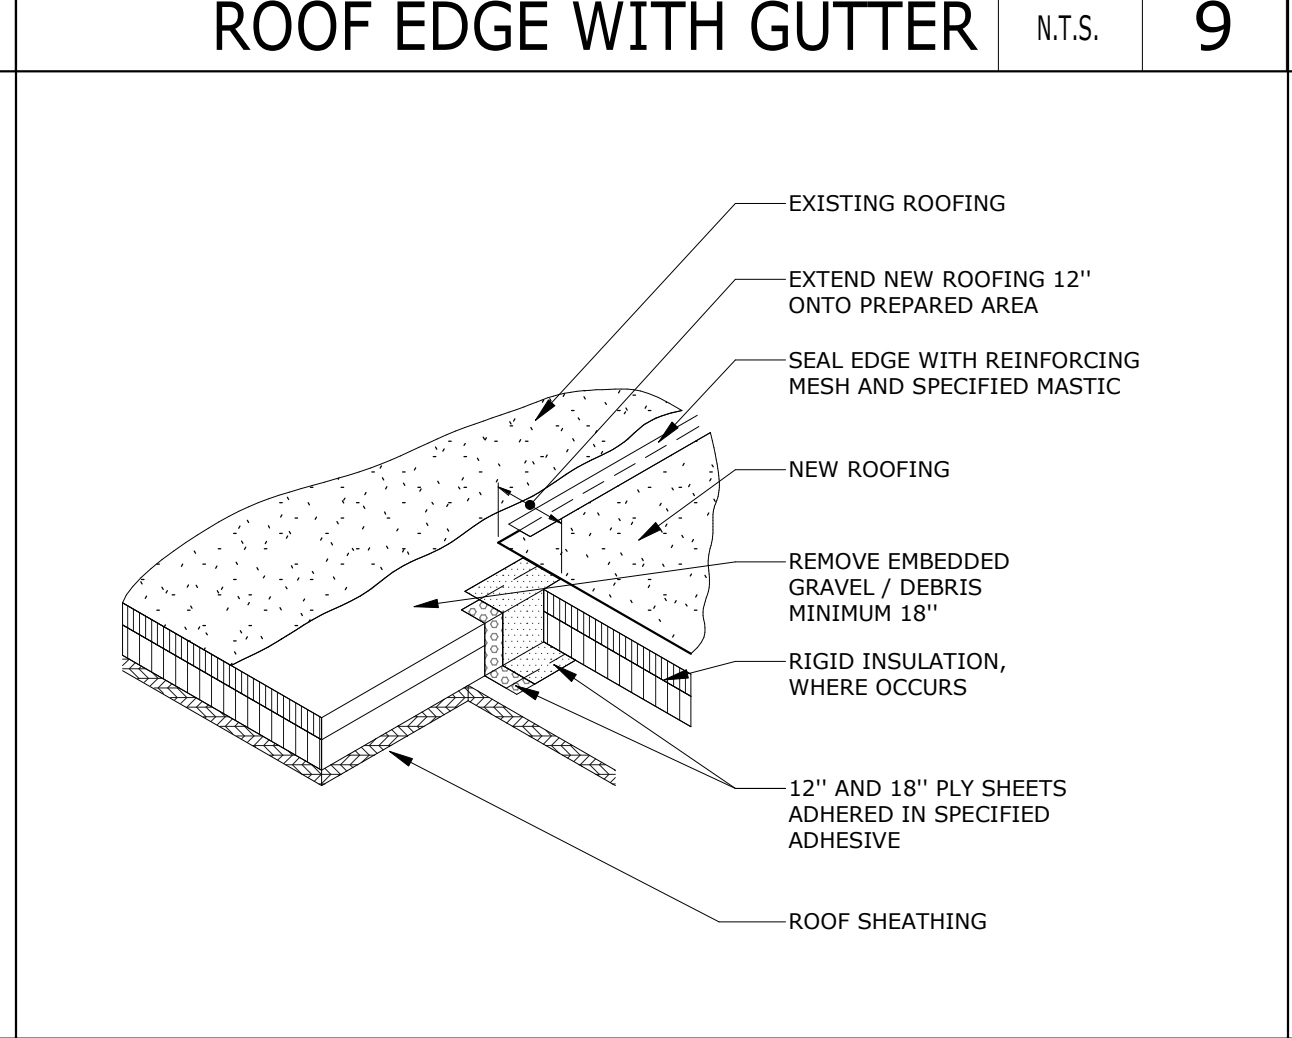 ROOF EDGE WITH GUTTER N.T.S. 9
EXISTING ROOFING
EXTEND NEW ROOFING 12''
ONTO PREPARED AREA
SEAL EDGE WITH REINFORCING
MESH AND SPECIFIED MASTIC
NEW ROOFING
REMOVE EMBEDDED
GRAVEL / DEBRIS
MINIMUM 18''
RIGID INSULATION,
WHERE OCCURS
12'' AND 18'' PLY SHEETS
ADHERED IN SPECIFIED
ADHESIVE
ROOF SHEATHING